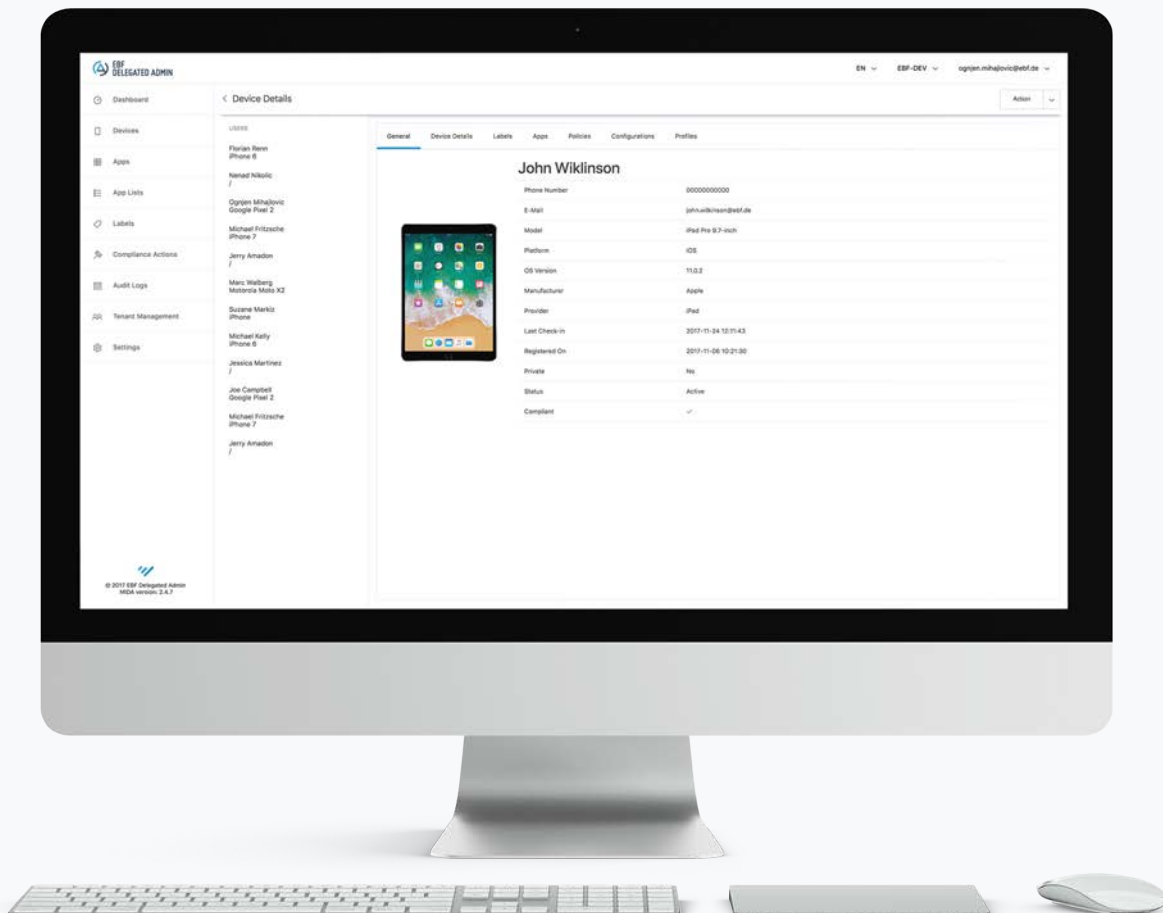 EBF
DELEGATED ADMIN
EN
EBF-DEV
ognjen.mihajlovic@ebf.de
Dashboard
Devices
Apps
App Lists
Labels
Compliance Actions
Audit Logs
Tenant Management
Settings
© 2017 EBF Delegated Admin
MIDA version: 2.4.7
< Device Details
Action
USERS
Florian Renn
iPhone 6
Nenad Nikolic
/
Ognjen Mihajlovic
Google Pixel 2
Michael Fritzsche
iPhone 7
Jerry Amadon
/
Marc Walberg
Motorola Moto X2
Suzane Markiz
iPhone
Michael Kelly
iPhone 6
Jessica Martinez
/
Joe Campbell
Google Pixel 2
Michael Fritzsche
iPhone 7
Jerry Amadon
/
General Device Details Labels Apps Policies Configurations Profiles
John Wiklinson
Phone Number 00000000000
E-Mail john.wilkinson@ebf.de
Model iPad Pro 9.7-inch
Platform iOS
OS Version 11.0.2
Manufacturer Apple
Provider iPad
Last Check-in 2017-11-24 12:11:43
Registered On 2017-11-06 10:21:30
Private No
Status Active
Compliant ✓